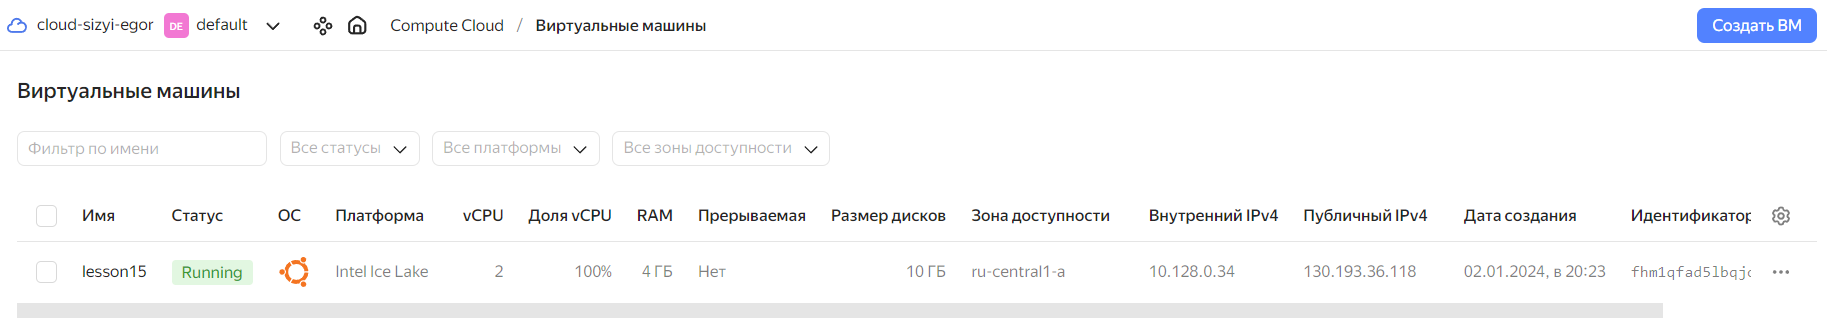 cloud-sizyi-egor DE default Compute Cloud / Виртуальные машины Создать ВМ
Виртуальные машины
Фильтр по имени Все статусы Все платформы Все зоны доступности
Имя Статус ОС Платформа vCPU Доля vCPU RAM Прерываемая Размер дисков Зона доступности Внутренний IPv4 Публичный IPv4 Дата создания Идентификатор
lesson15 Running Intel Ice Lake 2 100% 4 ГБ Нет 10 ГБ ru-central1-a 10.128.0.34 130.193.36.118 02.01.2024, в 20:23